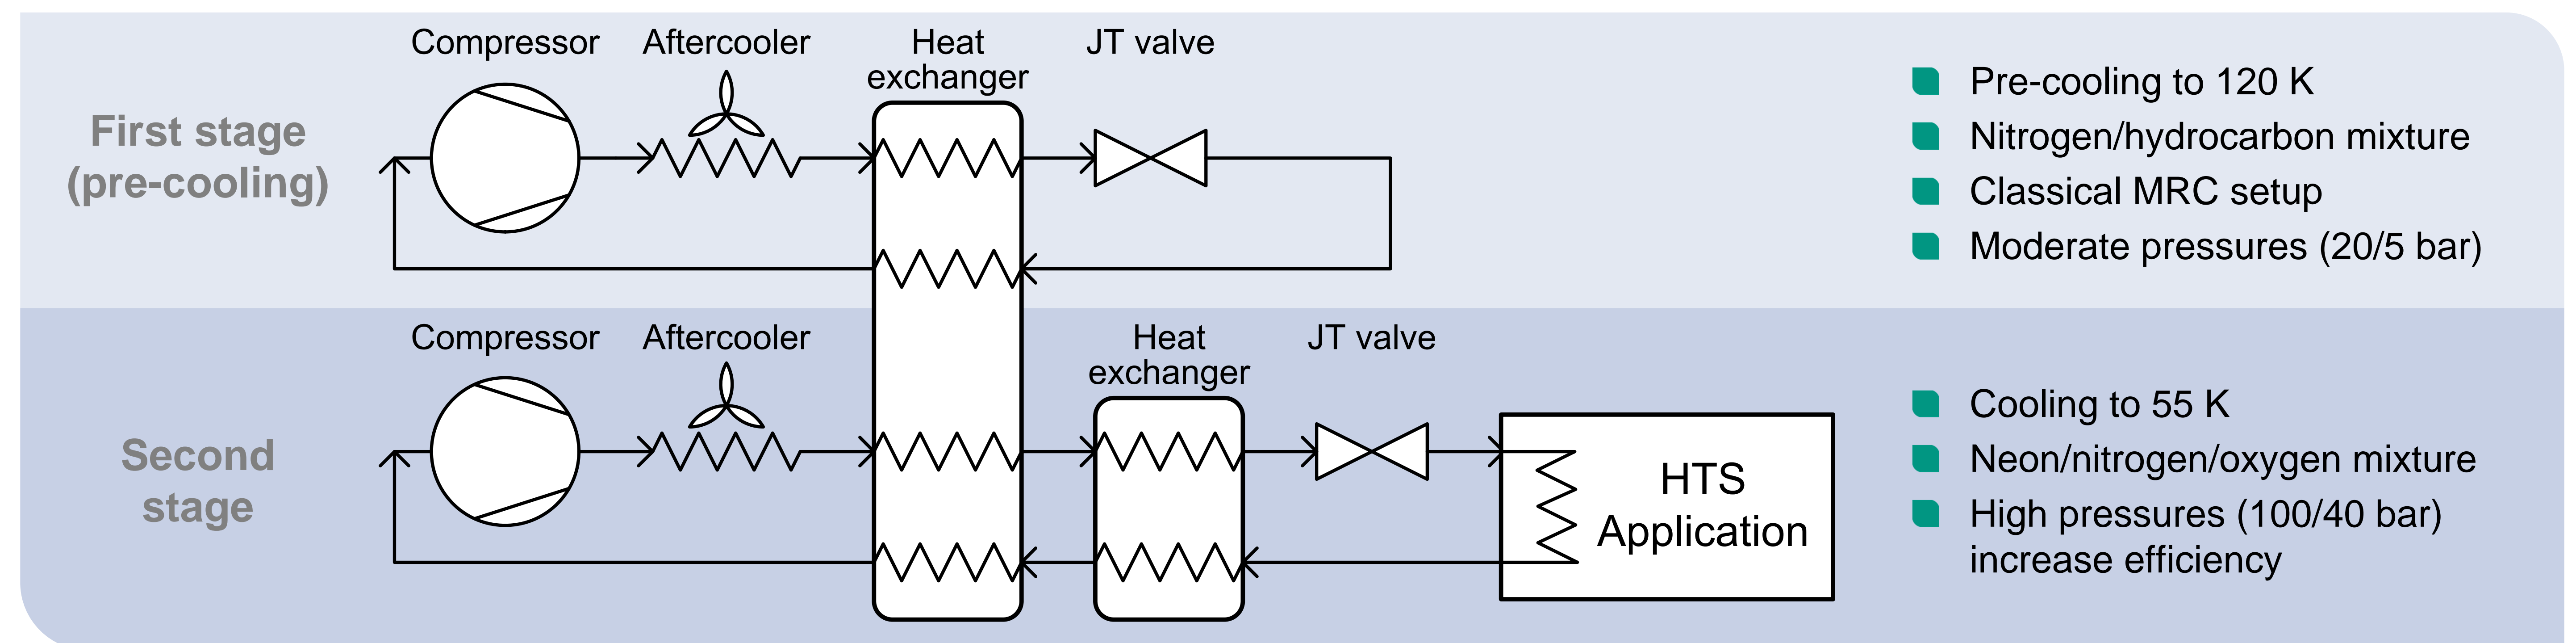 Compressor
Aftercooler
Heat
exchanger
JT valve
First stage
(pre-cooling)
Pre-cooling to 120 K
Nitrogen/hydrocarbon mixture
Classical MRC setup
Moderate pressures (20/5 bar)
Compressor
Aftercooler
Heat
exchanger
JT valve
Second
stage
HTS
Application
Cooling to 55 K
Neon/nitrogen/oxygen mixture
High pressures (100/40 bar)
increase efficiency